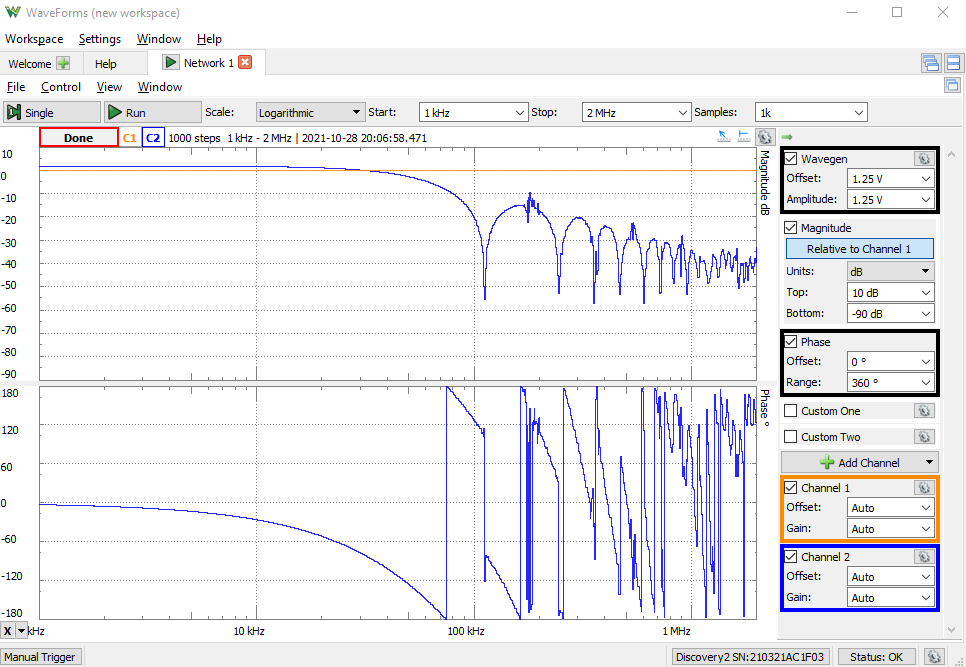 WaveForms (new workspace)
Workspace Settings Window Help
Welcome Help Network 1
File Control View Window
Single Run Scale: Logarithmic Start: 1 kHz Stop: 2 MHz Samples: 1k
Done C1 C2 1000 steps 1 kHz - 2 MHz | 2021-10-28 20:06:58.471
10
0
-10
-20
-30
-40
-50
-60
-70
-80
-90
Magnitude dB
180
120
60
0
-60
-120
-180
Phase °
X kHz 10 kHz 100 kHz 1 MHz
Wavegen
Offset: 1.25 V
Amplitude: 1.25 V
Magnitude
Relative to Channel 1
Units: dB
Top: 10 dB
Bottom: -90 dB
Phase
Offset: 0 °
Range: 360 °
Custom One
Custom Two
Add Channel
Channel 1
Offset: Auto
Gain: Auto
Channel 2
Offset: Auto
Gain: Auto
Manual Trigger Discovery2 SN:210321AC1F03 Status: OK